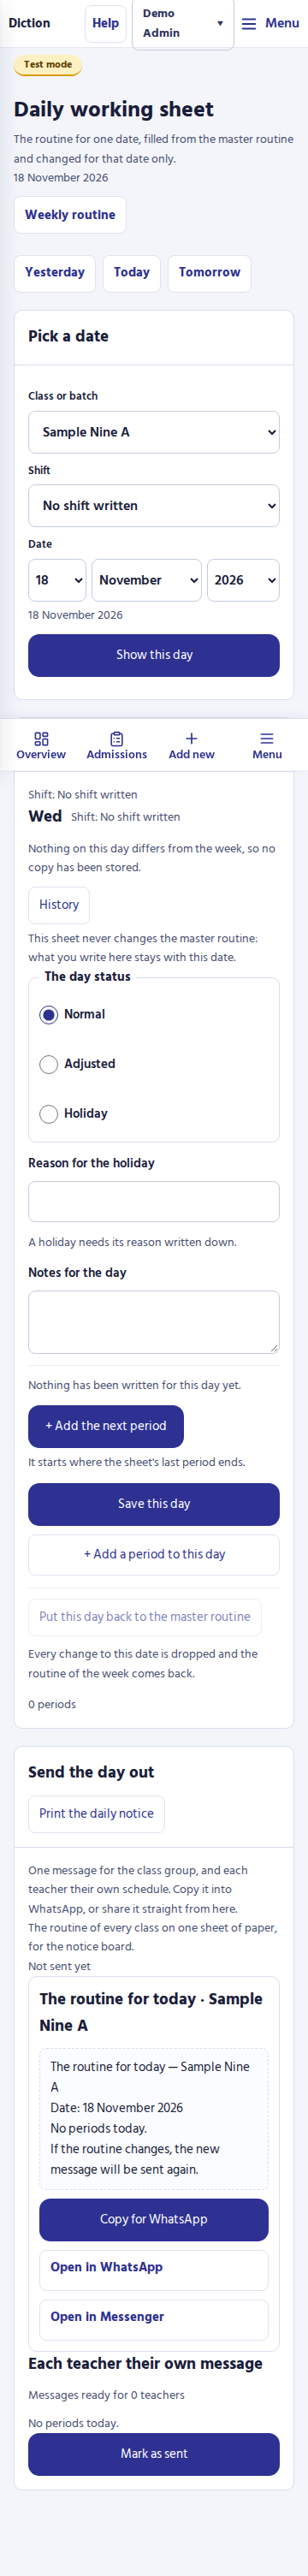 Diction
Help
Demo
Admin
Menu
Test mode
Daily working sheet
The routine for one date, filled from the master routine
and changed for that date only.
18 November 2026
Weekly routine
Yesterday
Today
Tomorrow
Pick a date
Class or batch
Sample Nine A
Shift
No shift written
Date
18
November
2026
18 November 2026
Show this day
Overview
Admissions
Add new
Menu
Shift: No shift written
Wed Shift: No shift written
Nothing on this day differs from the week, so no
copy has been stored.
History
This sheet never changes the master routine:
what you write here stays with this date.
The day status
Normal
Adjusted
Holiday
Reason for the holiday
A holiday needs its reason written down.
Notes for the day
Nothing has been written for this day yet.
+ Add the next period
It starts where the sheet's last period ends.
Save this day
+ Add a period to this day
Put this day back to the master routine
Every change to this date is dropped and the
routine of the week comes back.
0 periods
Send the day out
Print the daily notice
One message for the class group, and each
teacher their own schedule. Copy it into
WhatsApp, or share it straight from here.
The routine of every class on one sheet of paper,
for the notice board.
Not sent yet
The routine for today · Sample
Nine A
The routine for today — Sample Nine
A
Date: 18 November 2026
No periods today.
If the routine changes, the new
message will be sent again.
Copy for WhatsApp
Open in WhatsApp
Open in Messenger
Each teacher their own message
Messages ready for 0 teachers
No periods today.
Mark as sent